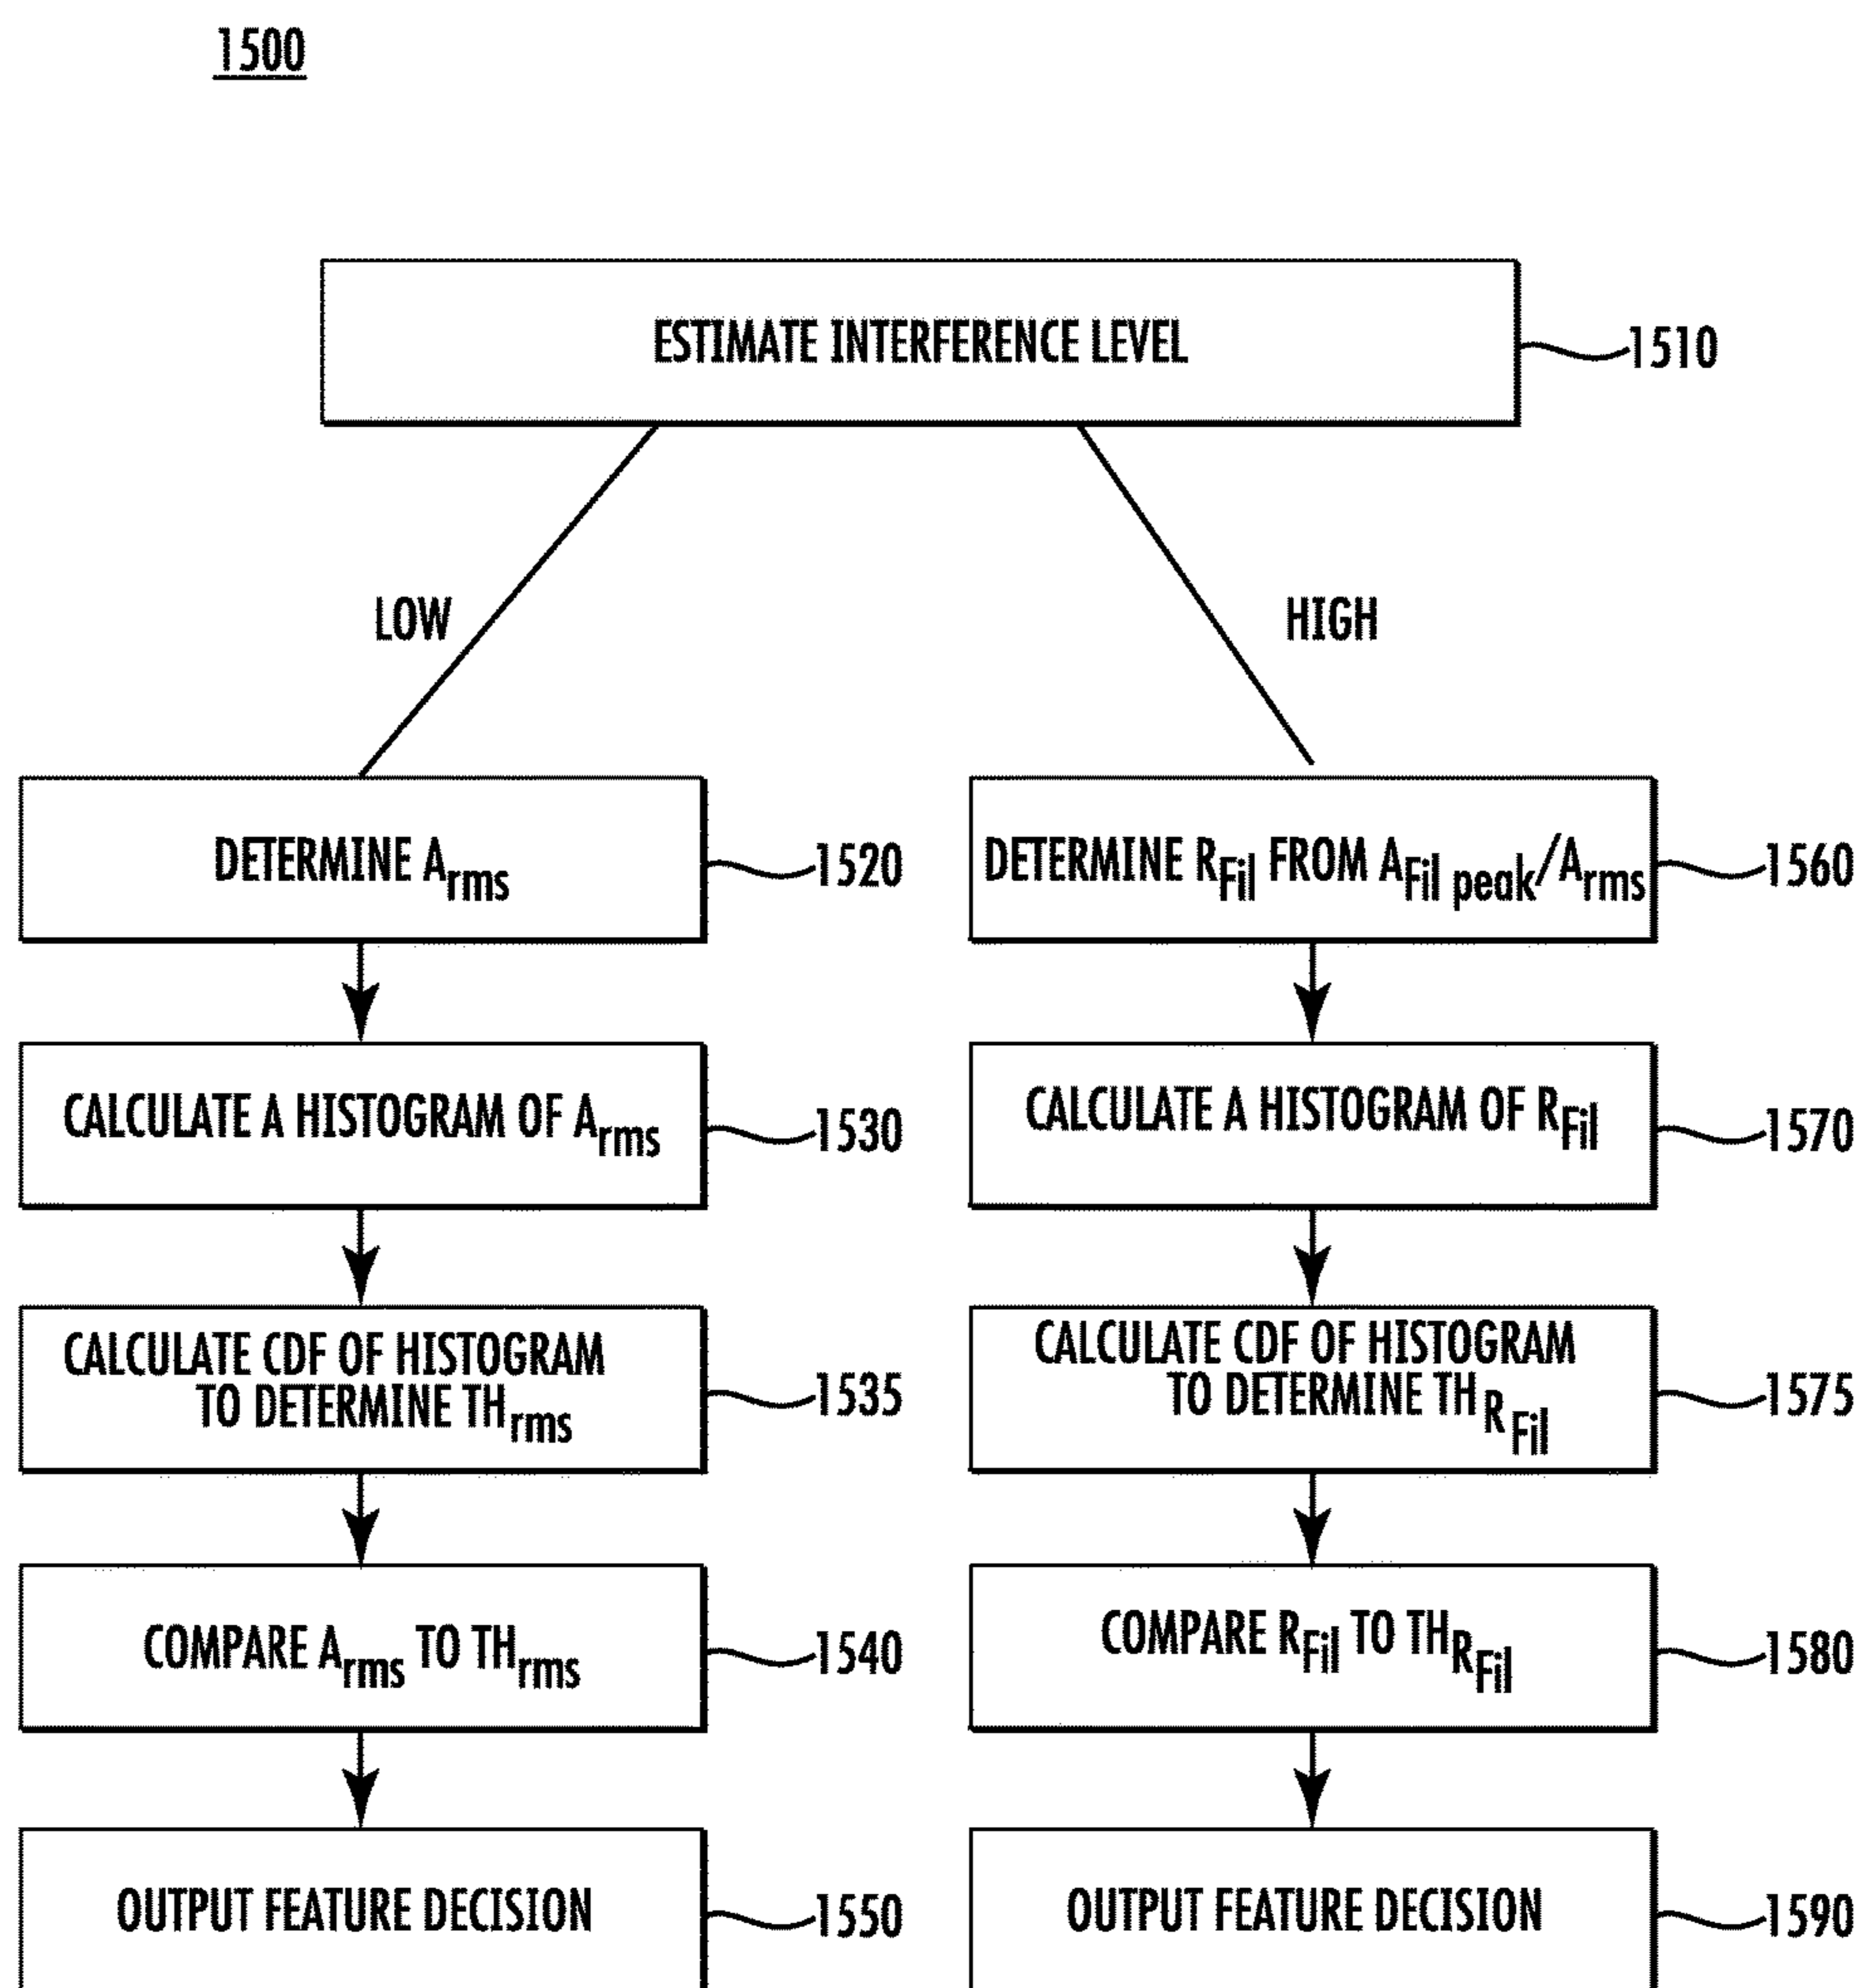 1500
ESTIMATE INTERFERENCE LEVEL
1510
LOW
HIGH
DETERMINE Arms
1520
DETERMINE RFil FROM AFil peak/Arms
1560
CALCULATE A HISTOGRAM OF Arms
1530
CALCULATE A HISTOGRAM OF RFil
1570
CALCULATE CDF OF HISTOGRAM
TO DETERMINE THrms
1535
CALCULATE CDF OF HISTOGRAM
TO DETERMINE THR Fil
1575
COMPARE Arms TO THrms
1540
COMPARE RFil TO THRFil
1580
OUTPUT FEATURE DECISION
1550
OUTPUT FEATURE DECISION
1590